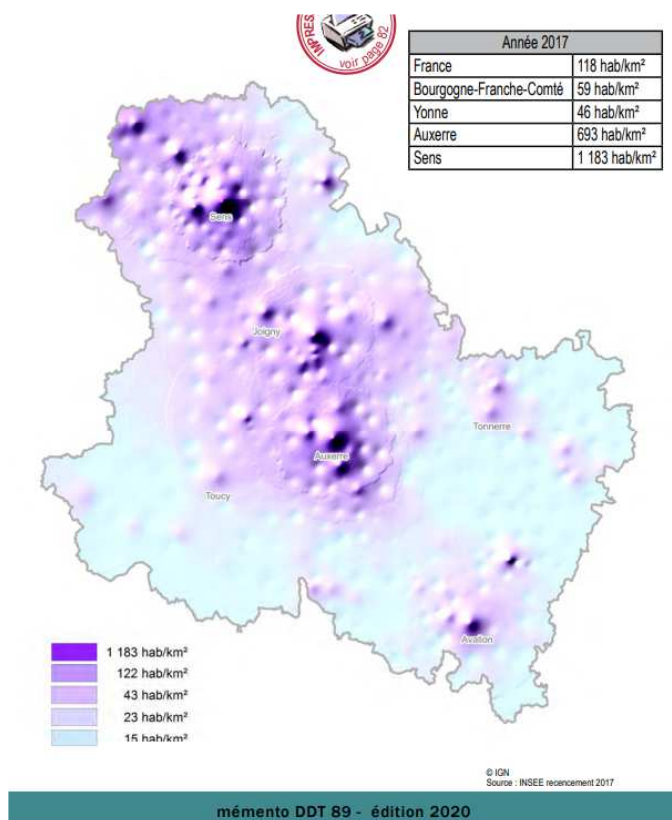 IMPRESS
voir page 82
Année 2017
France 118 hab/km²
Bourgogne-Franche-Comté 59 hab/km²
Yonne 46 hab/km²
Auxerre 693 hab/km²
Sens 1 183 hab/km²
Sens
Joigny
Tonnerre
Auxerre
Toucy
Avallon
1 183 hab/km²
122 hab/km²
43 hab/km²
23 hab/km²
15 hab/km²
© IGN
Source : INSEE recencement 2017
mémento DDT 89 - édition 2020